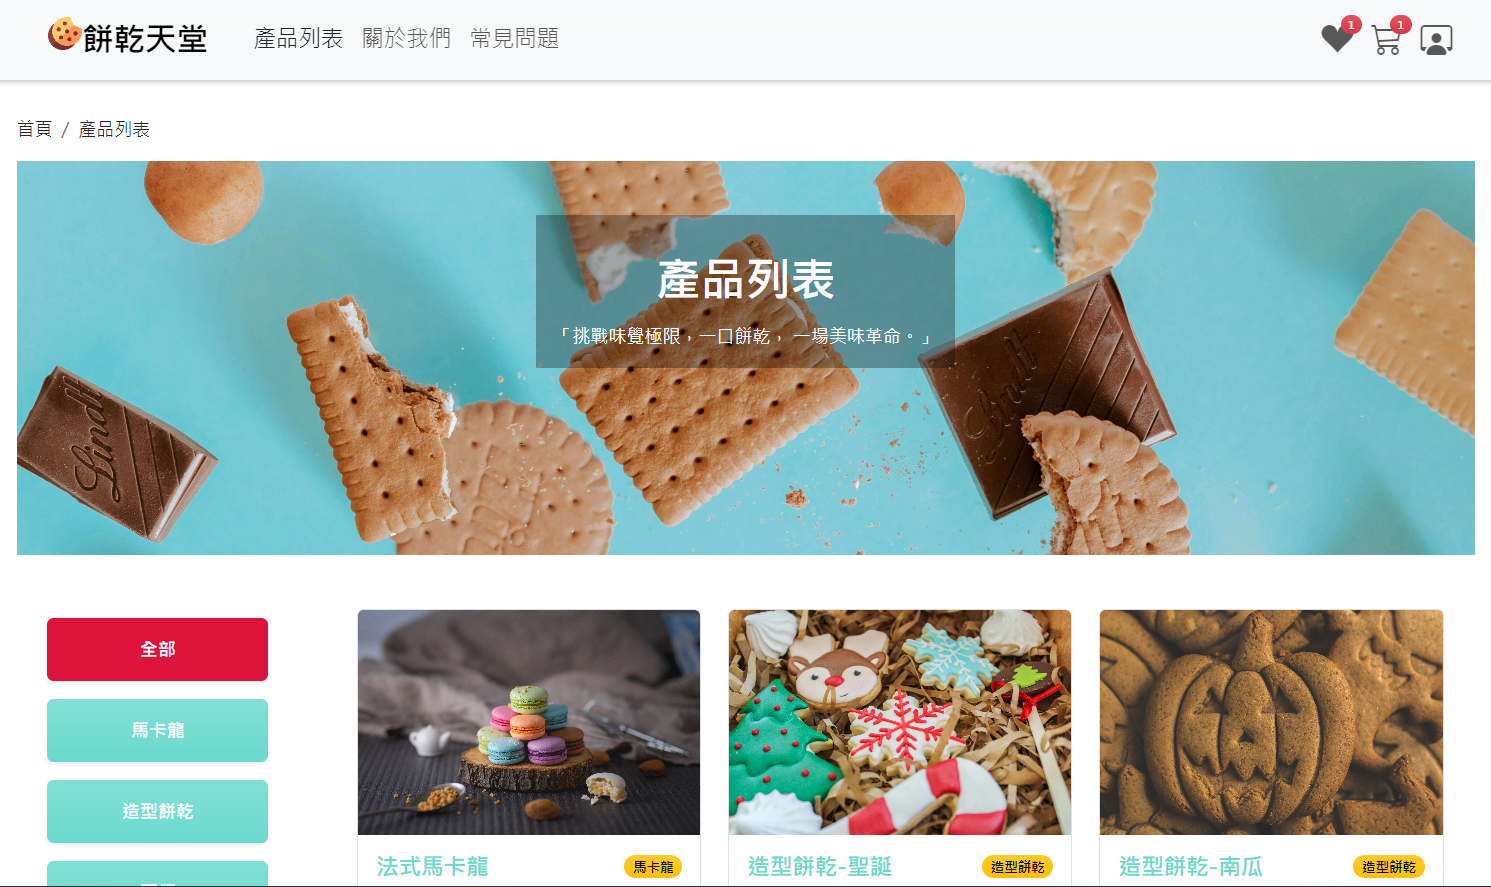 餅乾天堂
產品列表 關於我們 常見問題
1 1
首頁 / 產品列表
產品列表
「挑戰味覺極限，一口餅乾， 一場美味革命。」
Lindt
Lindt
全部
馬卡龍
造型餅乾
法式馬卡龍 馬卡龍
造型餅乾-聖誕 造型餅乾
造型餅乾-南瓜 造型餅乾